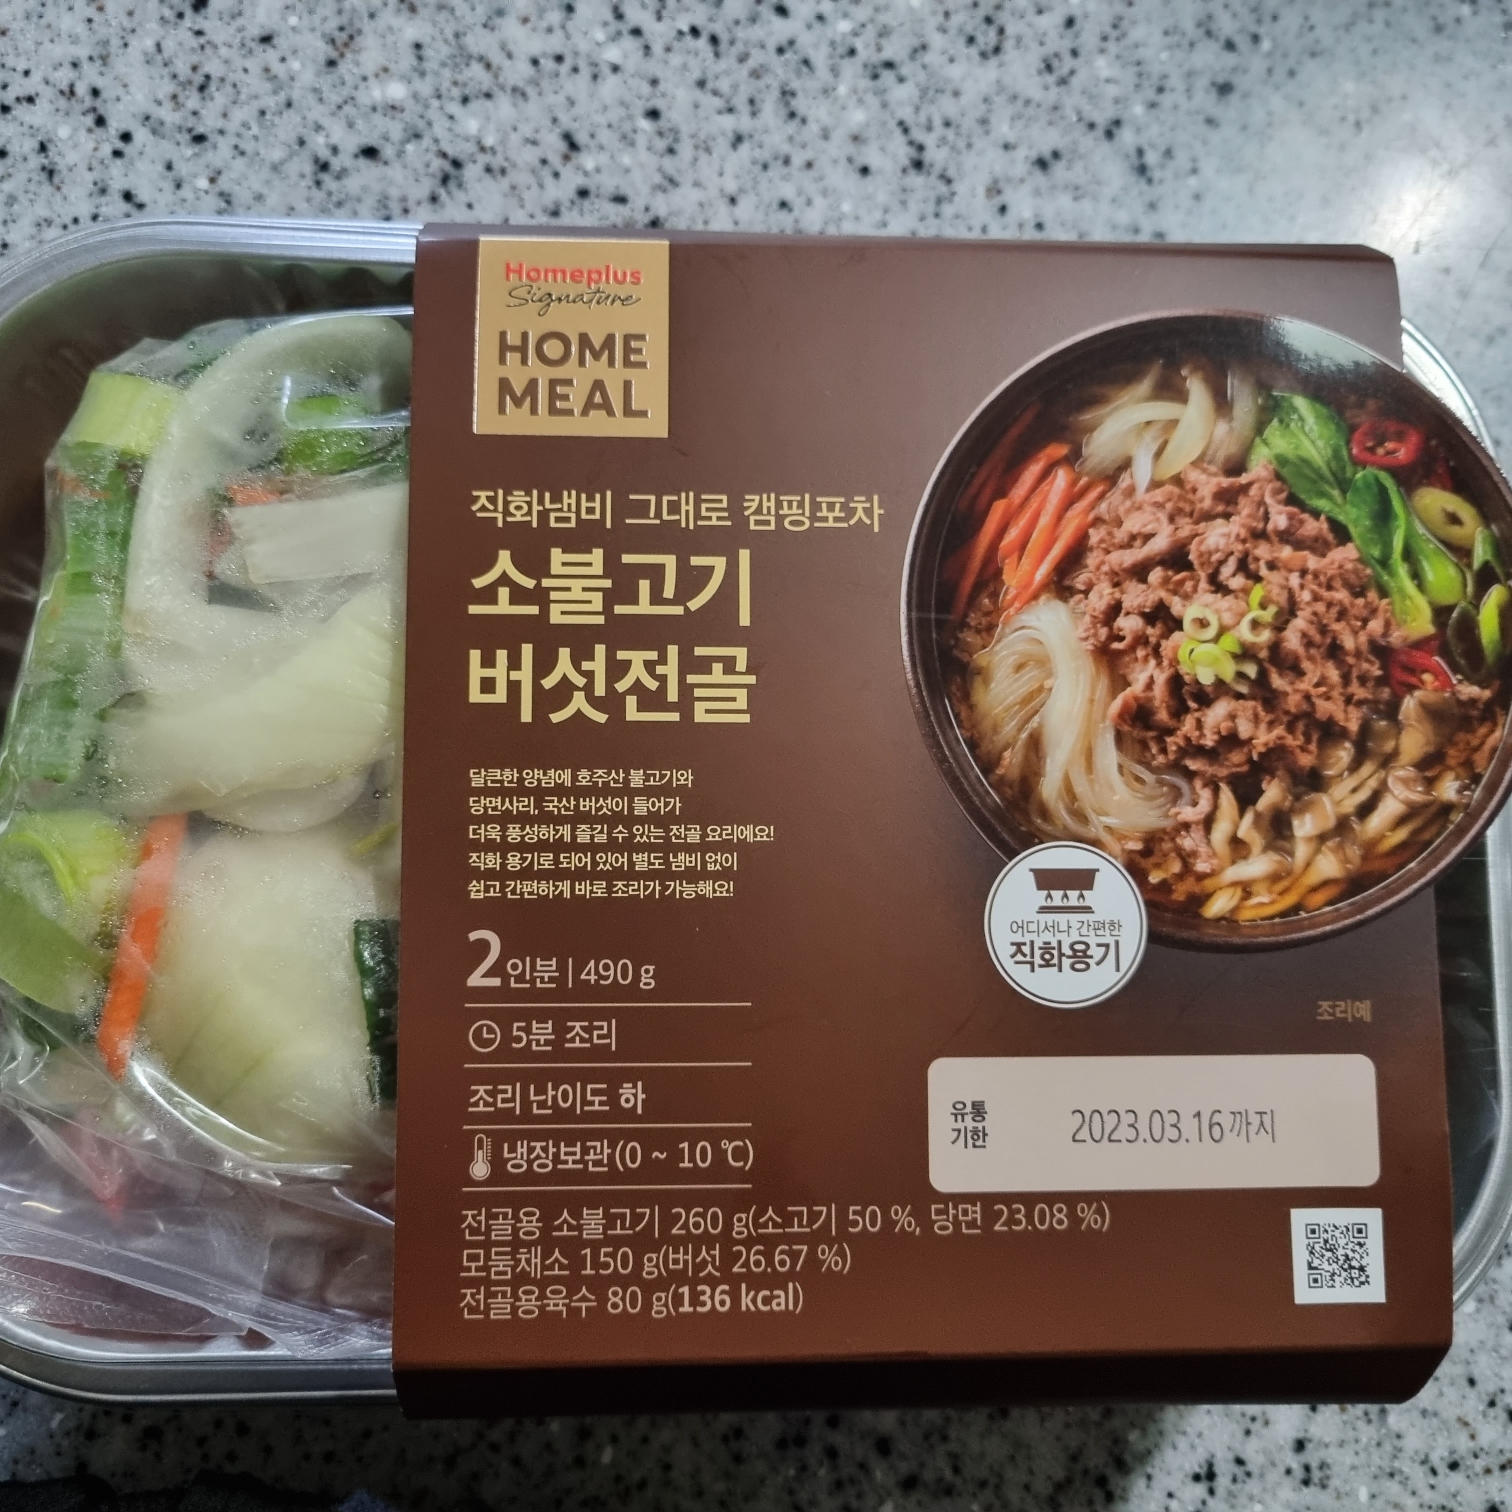 Homeplus
Signature
HOME
MEAL
직화냄비 그대로 캠핑포차
소불고기
버섯전골
달큰한 양념에 호주산 불고기와
당면사리, 국산 버섯이 들어가
더욱 풍성하게 즐길 수 있는 전골 요리에요!
직화 용기로 되어 있어 별도 냄비 없이
쉽고 간편하게 바로 조리가 가능해요!
2인분 | 490 g
5분 조리
조리 난이도 하
냉장보관(0 ~ 10 ℃)
전골용 소불고기 260 g(소고기 50 %, 당면 23.08 %)
모둠채소 150 g(버섯 26.67 %)
전골용육수 80 g(136 kcal)
어디서나 간편한
직화용기
조리예
유통
기한
2023.03.16까지